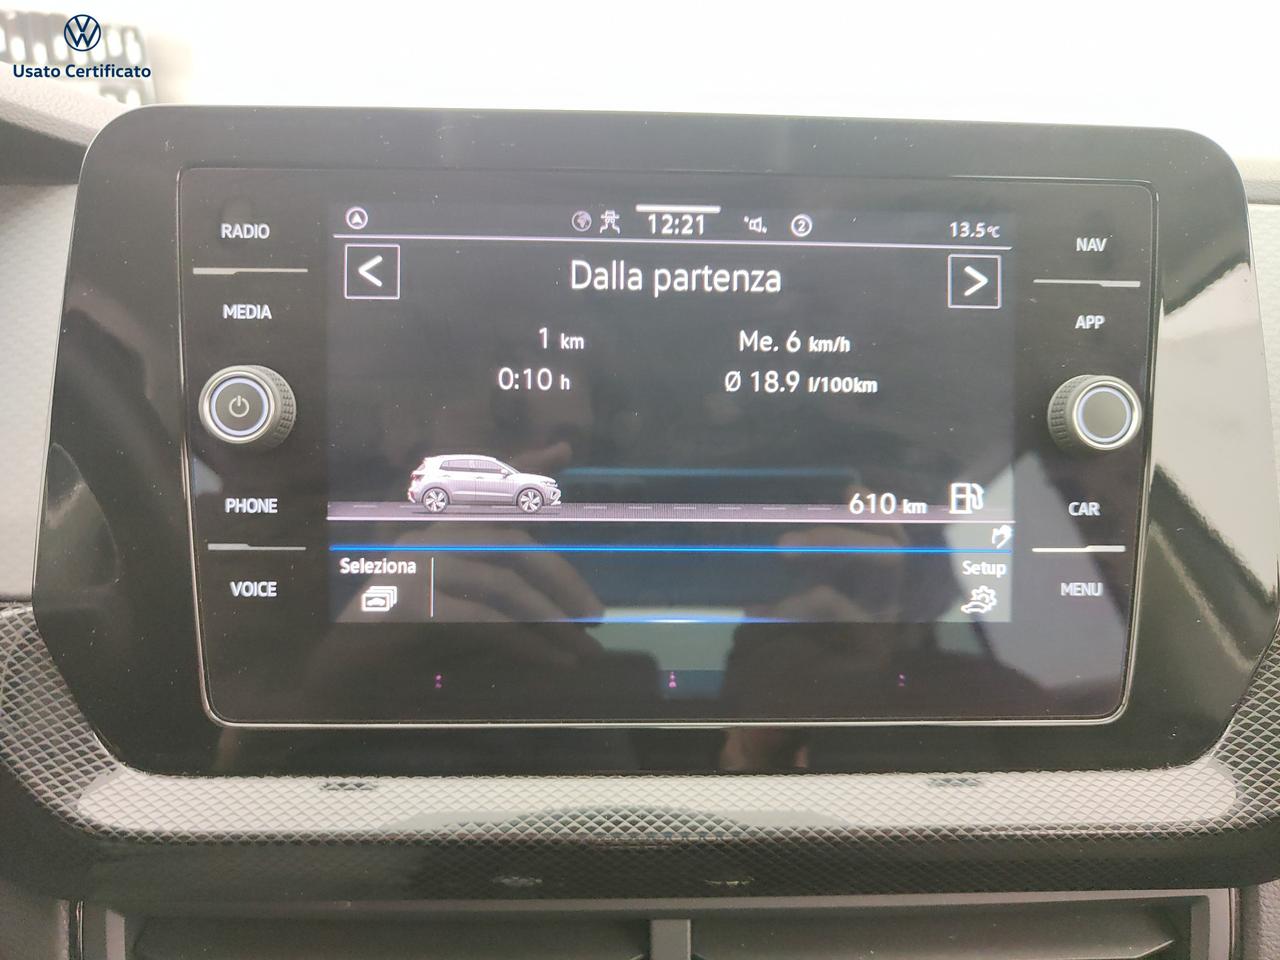 Usato Certificato
RADIO
MEDIA
PHONE
VOICE
12:21
2
13.5°C
<
Dalla partenza
>
1 km
Me. 6 km/h
0:10 h
Ø 18.9 l/100km
610 km
Seleziona
Setup
NAV
APP
CAR
MENU